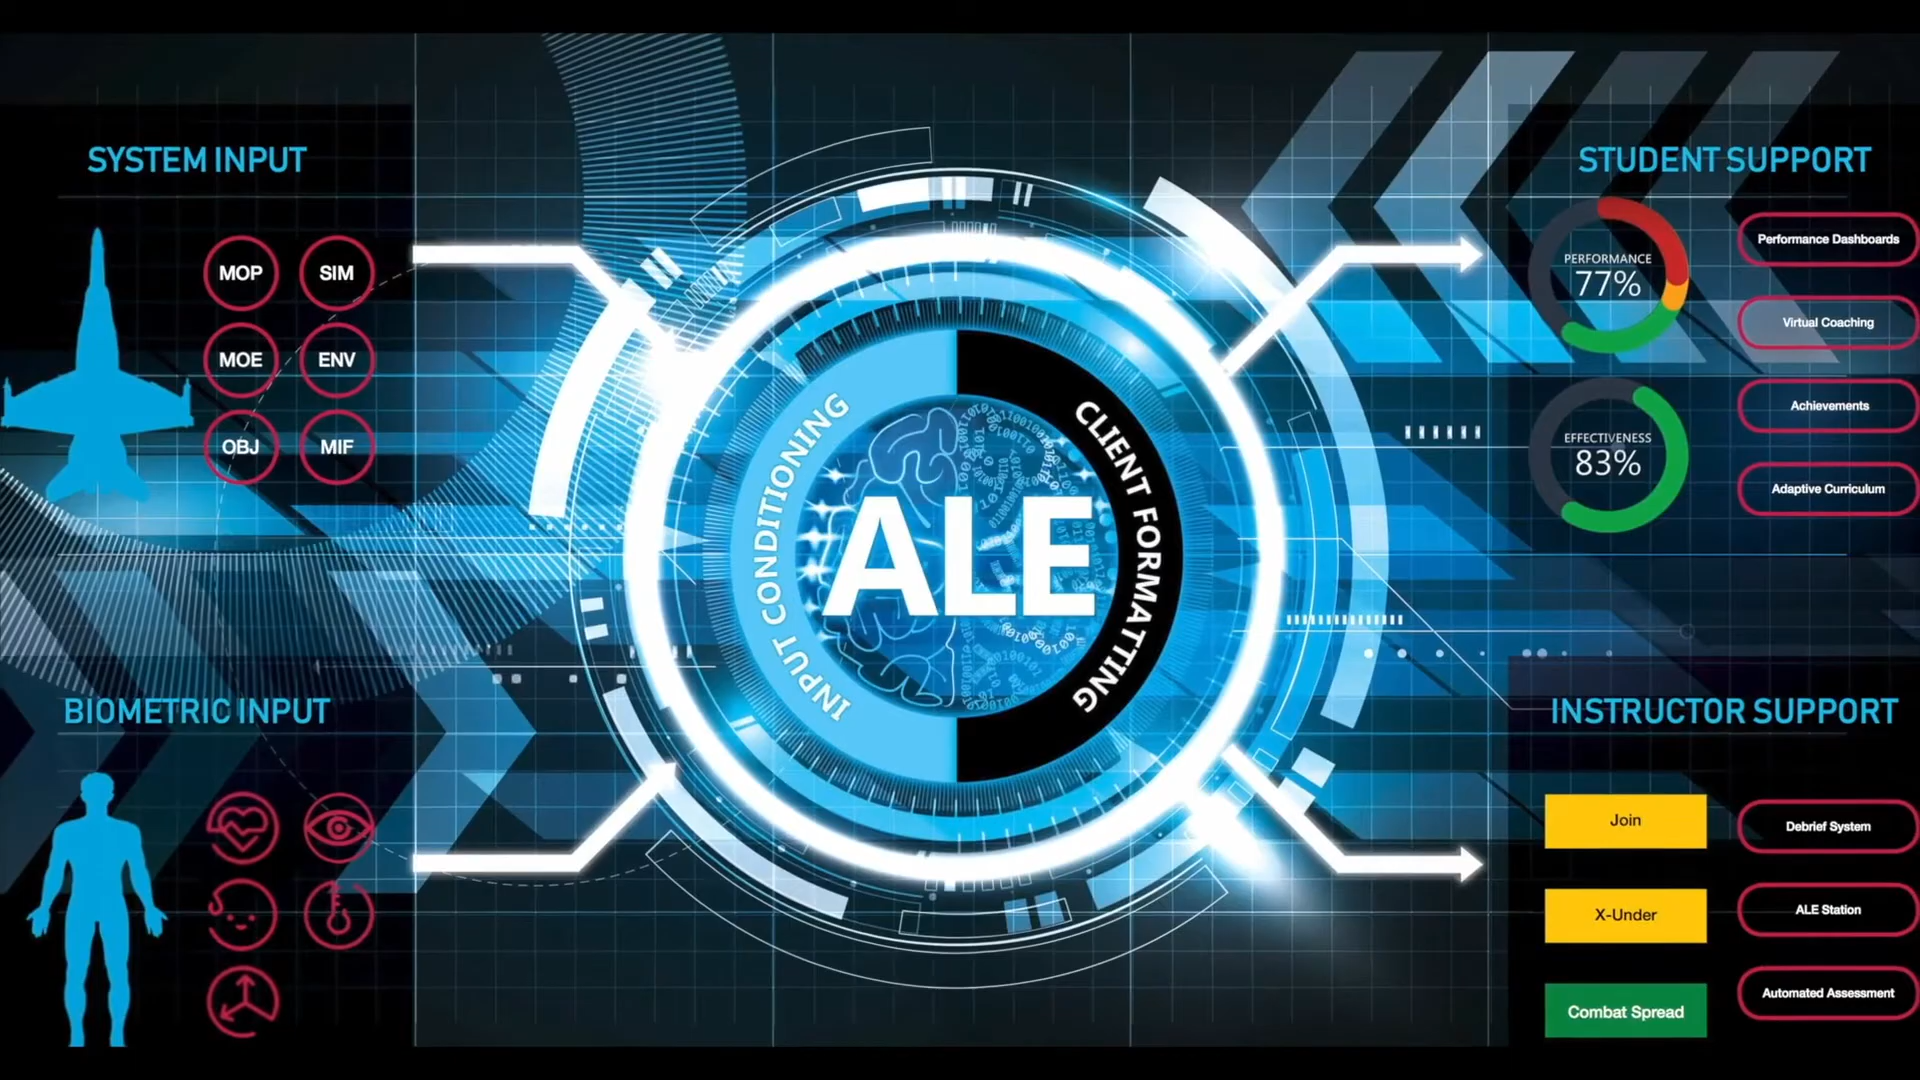 SYSTEM INPUT
MOP
SIM
MOE
ENV
OBJ
MIF
BIOMETRIC INPUT
INPUT CONDITIONING
ALE
CLIENT FORMATTING
STUDENT SUPPORT
PERFORMANCE
77%
EFFECTIVENESS
83%
Performance Dashboards
Virtual Coaching
Achievements
Adaptive Curriculum
INSTRUCTOR SUPPORT
Join
X-Under
Combat Spread
Debrief System
ALE Station
Automated Assessment